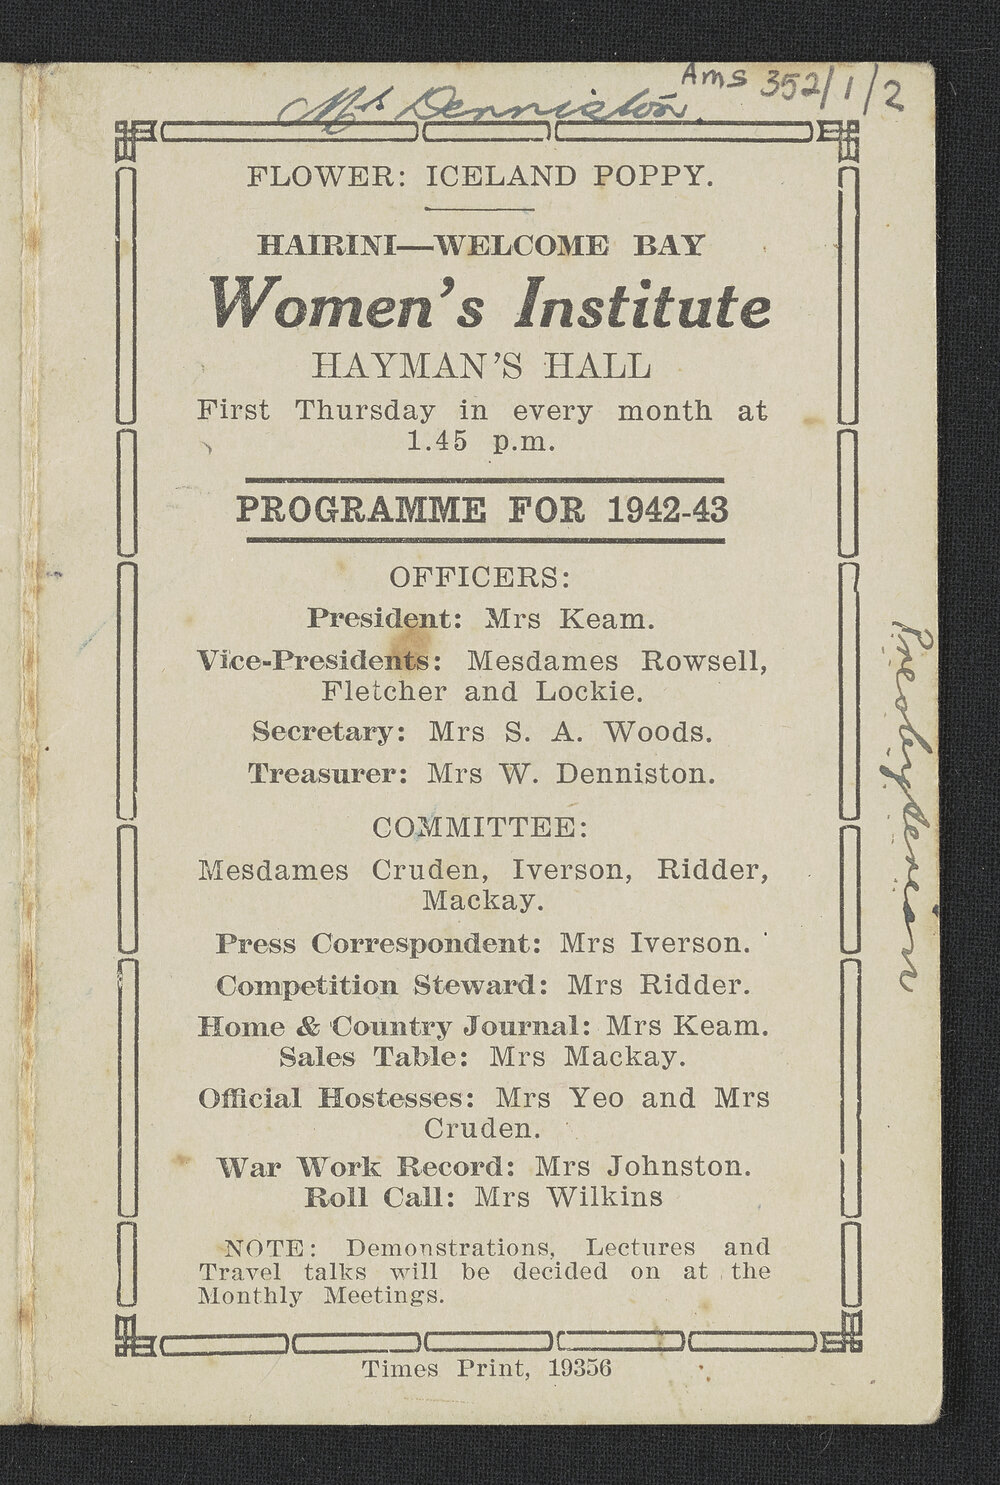 Ams 352/1/2
Mrs Denniston.
FLOWER: ICELAND POPPY.
HAIRINI—WELCOME BAY
Women's Institute
HAYMAN'S HALL
First Thursday in every month at
1.45 p.m.
PROGRAMME FOR 1942-43
OFFICERS:
President: Mrs Keam.
Vice-Presidents: Mesdames Rowsell,
Fletcher and Lockie.
Secretary: Mrs S. A. Woods.
Treasurer: Mrs W. Denniston.
COMMITTEE:
Mesdames Cruden, Iverson, Ridder,
Mackay.
Press Correspondent: Mrs Iverson.
Competition Steward: Mrs Ridder.
Home & Country Journal: Mrs Keam.
Sales Table: Mrs Mackay.
Official Hostesses: Mrs Yeo and Mrs
Cruden.
War Work Record: Mrs Johnston.
Roll Call: Mrs Wilkins
NOTE: Demonstrations, Lectures and
Travel talks will be decided on at the
Monthly Meetings.
Times Print, 19356
Presbyterian